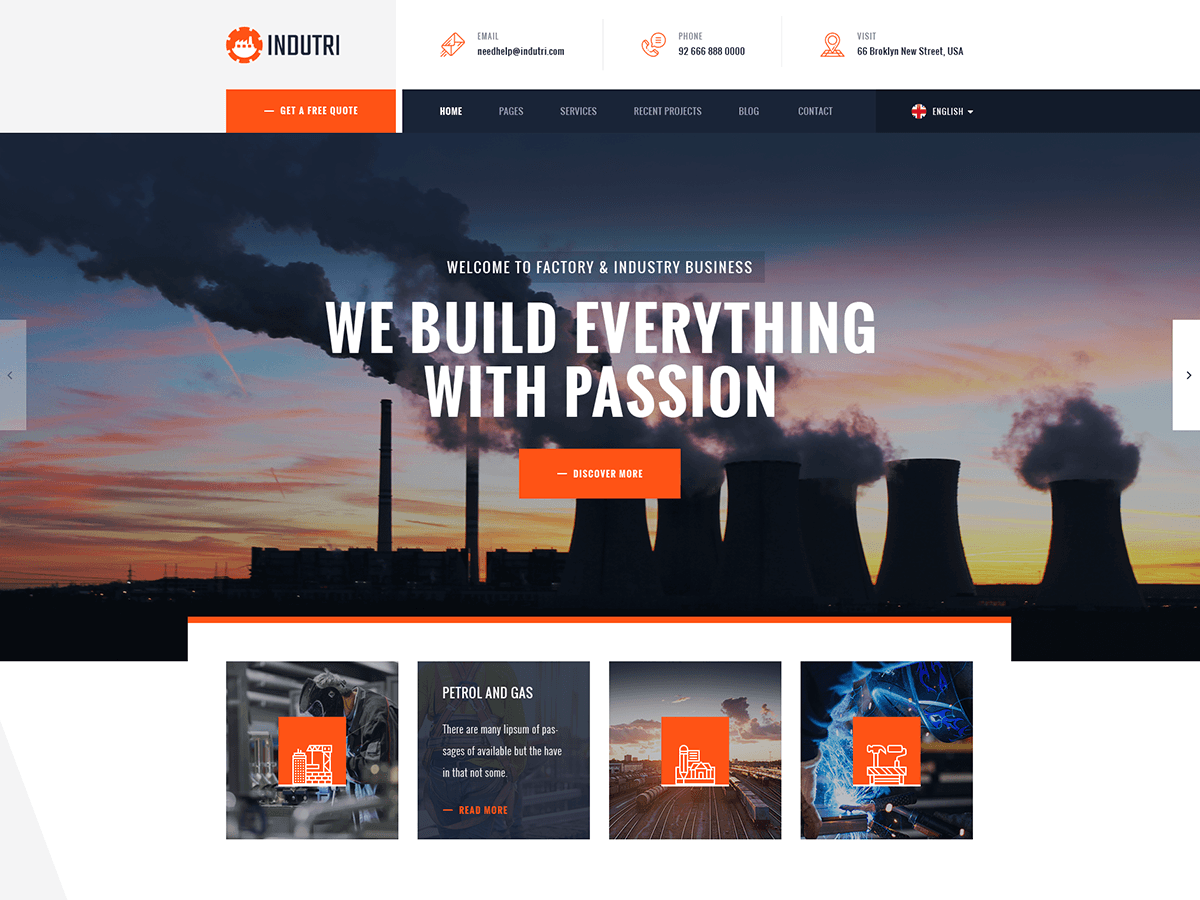 INDUTRI
EMAIL
needhelp@indutri.com
PHONE
92 666 888 0000
VISIT
66 Broklyn New Street, USA
GET A FREE QUOTE
HOME
PAGES
SERVICES
RECENT PROJECTS
BLOG
CONTACT
ENGLISH
WELCOME TO FACTORY & INDUSTRY BUSINESS
WE BUILD EVERYTHING
WITH PASSION
DISCOVER MORE
PETROL AND GAS
There are many lipsum of pas-
sages of available but the have
in that not some.
READ MORE